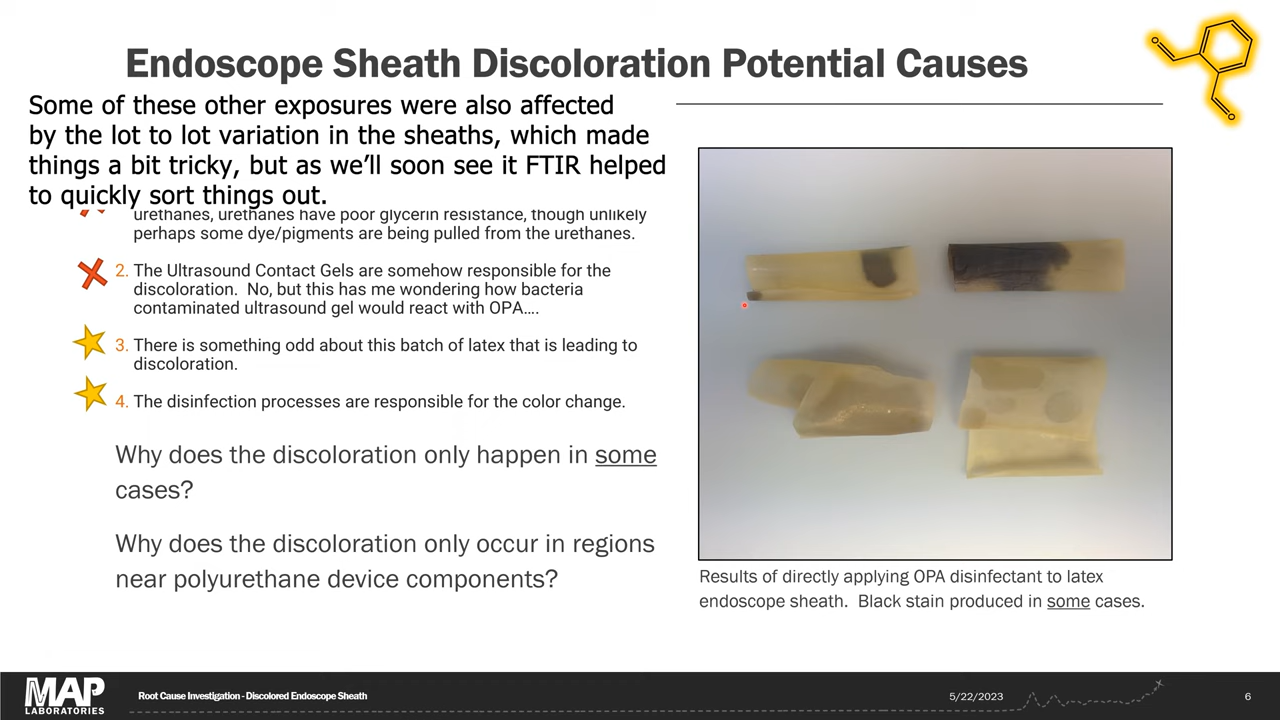 Endoscope Sheath Discoloration Potential Causes
Some of these other exposures were also affected
by the lot to lot variation in the sheaths, which made
things a bit tricky, but as we’ll soon see it FTIR helped
to quickly sort things out.
urethanes, urethanes have poor glycerin resistance, though unlikely
perhaps some dye/pigments are being pulled from the urethanes.
2. The Ultrasound Contact Gels are somehow responsible for the
discoloration. No, but this has me wondering how bacteria
contaminated ultrasound gel would react with OPA….
3. There is something odd about this batch of latex that is leading to
discoloration.
4. The disinfection processes are responsible for the color change.
Why does the discoloration only happen in some
cases?
Why does the discoloration only occur in regions
near polyurethane device components?
Results of directly applying OPA disinfectant to latex
endoscope sheath. Black stain produced in some cases.
MAP
LABORATORIES
Root Cause Investigation - Discolored Endoscope Sheath
5/22/2023
6